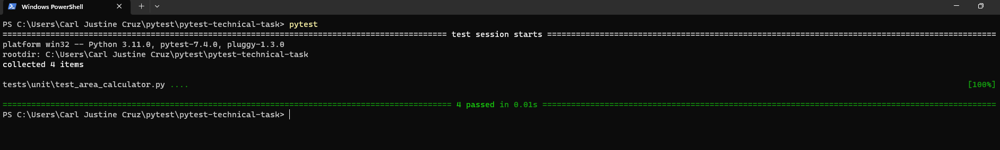 Windows PowerShell
PS C:\Users\Carl Justine Cruz\pytest\pytest-technical-task> pytest
============================================================================================= test session starts ==============================================================================================
platform win32 -- Python 3.11.0, pytest-7.4.0, pluggy-1.3.0
rootdir: C:\Users\Carl Justine Cruz\pytest\pytest-technical-task
collected 4 items
tests\unit\test_area_calculator.py .... [100%]
============================================================================================== 4 passed in 0.01s ===============================================================================================
PS C:\Users\Carl Justine Cruz\pytest\pytest-technical-task>